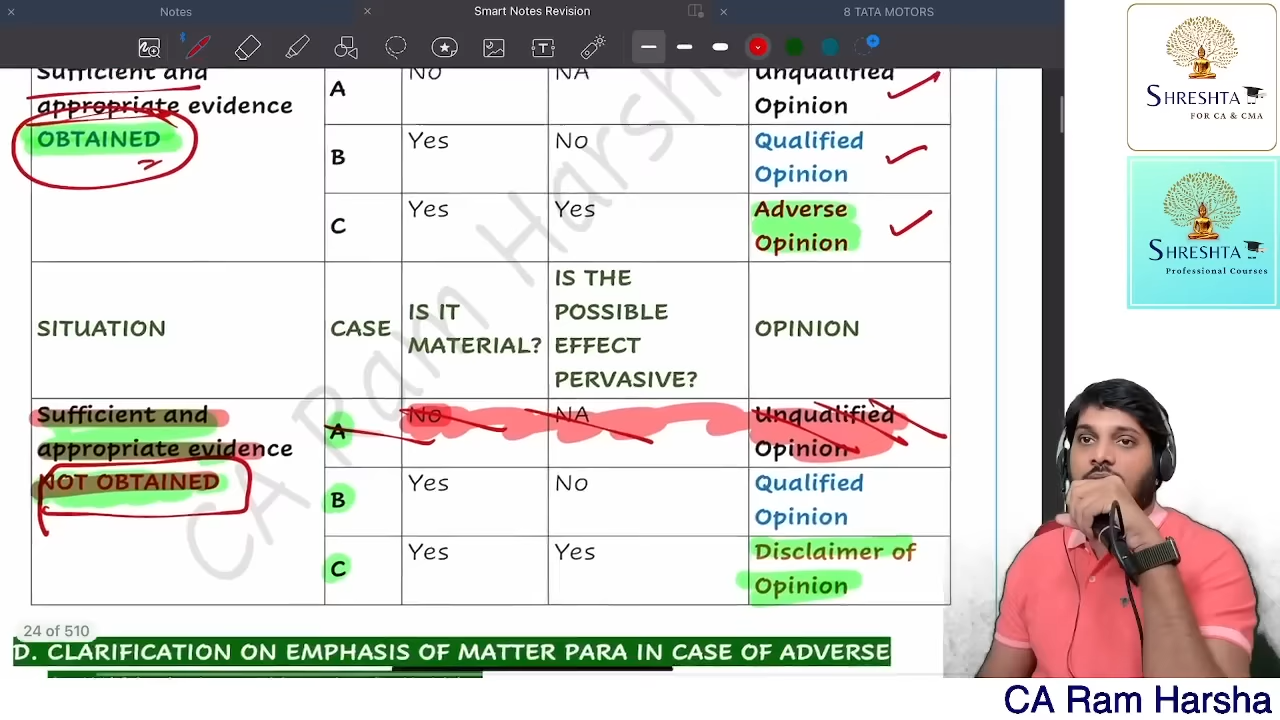 Notes
Smart Notes Revision
8 TATA MOTORS
Sufficient and
appropriate evidence
OBTAINED
A
No
NA
Unqualified
Opinion
B
Yes
No
Qualified
Opinion
C
Yes
Yes
Adverse
Opinion
SITUATION
CASE
IS IT
MATERIAL?
IS THE
POSSIBLE
EFFECT
PERVASIVE?
OPINION
Sufficient and
appropriate evidence
NOT OBTAINED
A
No
NA
Unqualified
Opinion
B
Yes
No
Qualified
Opinion
C
Yes
Yes
Disclaimer of
Opinion
24 of 510
D. CLARIFICATION ON EMPHASIS OF MATTER PARA IN CASE OF ADVERSE
CA Ram Harsha
SHRESHTA
FOR CA & CMA
SHRESHTA
Professional Courses
CA Ram Harsha